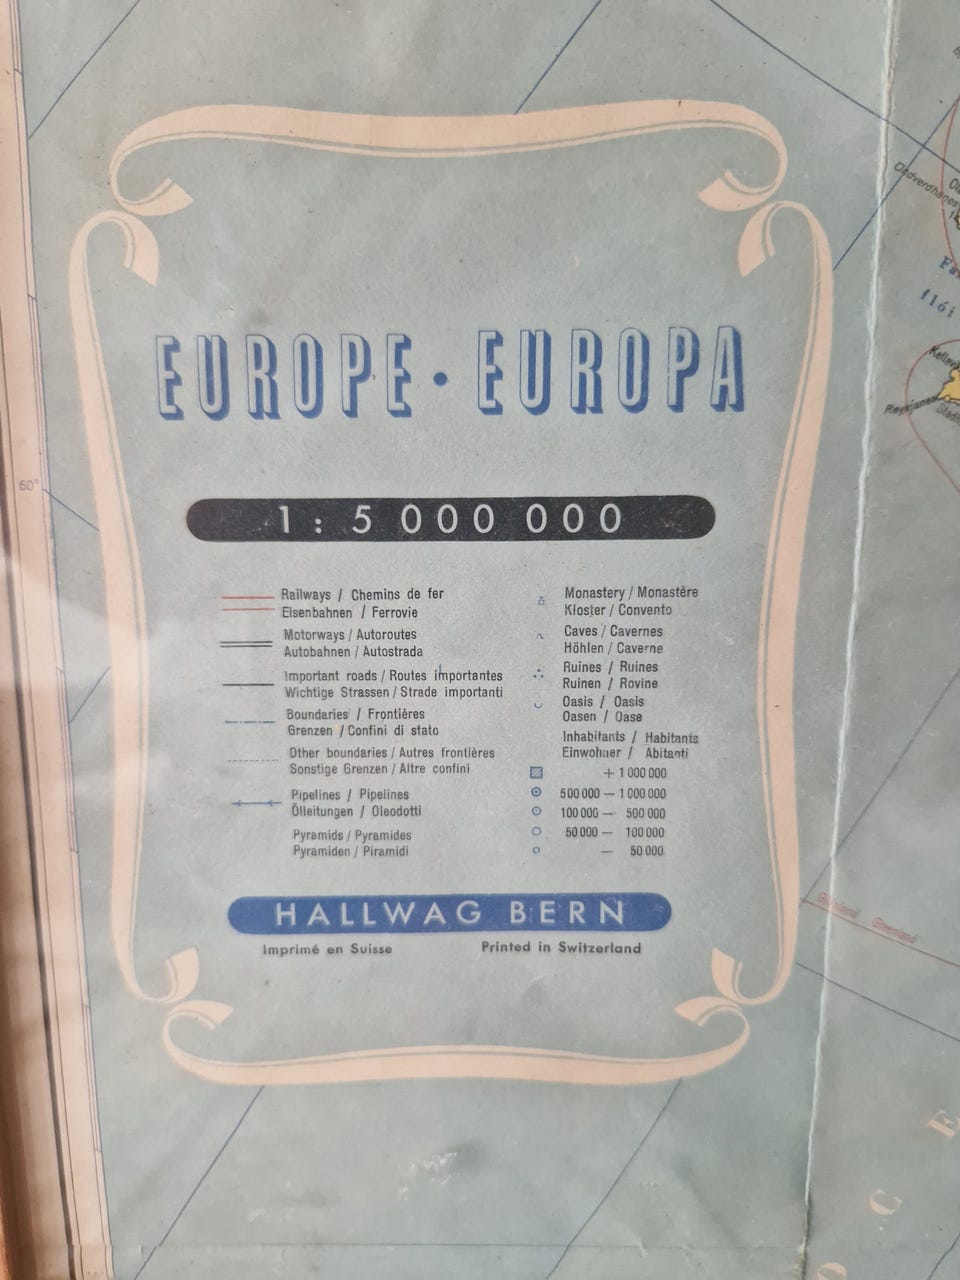 EUROPE • EUROPA
1 : 5 000 000
Railways / Chemins de fer
Eisenbahnen / Ferrovie
Motorways / Autoroutes
Autobahnen / Autostrada
Important roads / Routes importantes
Wichtige Strassen / Strade importanti
Boundaries / Frontières
Grenzen / Confini di stato
Other boundaries / Autres frontières
Sonstige Grenzen / Altre confini
Pipelines / Pipelines
Ölleitungen / Oleodotti
Pyramids / Pyramides
Pyramiden / Piramidi
Monastery / Monastère
Kloster / Convento
Caves / Cavernes
Höhlen / Caverne
Ruines / Ruines
Ruinen / Rovine
Oasis / Oasis
Oasen / Oase
Inhabitants / Habitants
Einwohner / Abitanti
+ 1 000 000
500 000 — 1 000 000
100 000 — 500 000
50 000 — 100 000
— 50 000
HALLWAG BERN
Imprimé en Suisse
Printed in Switzerland
60°
flói
Reykjanes
Greenland
E
C
O